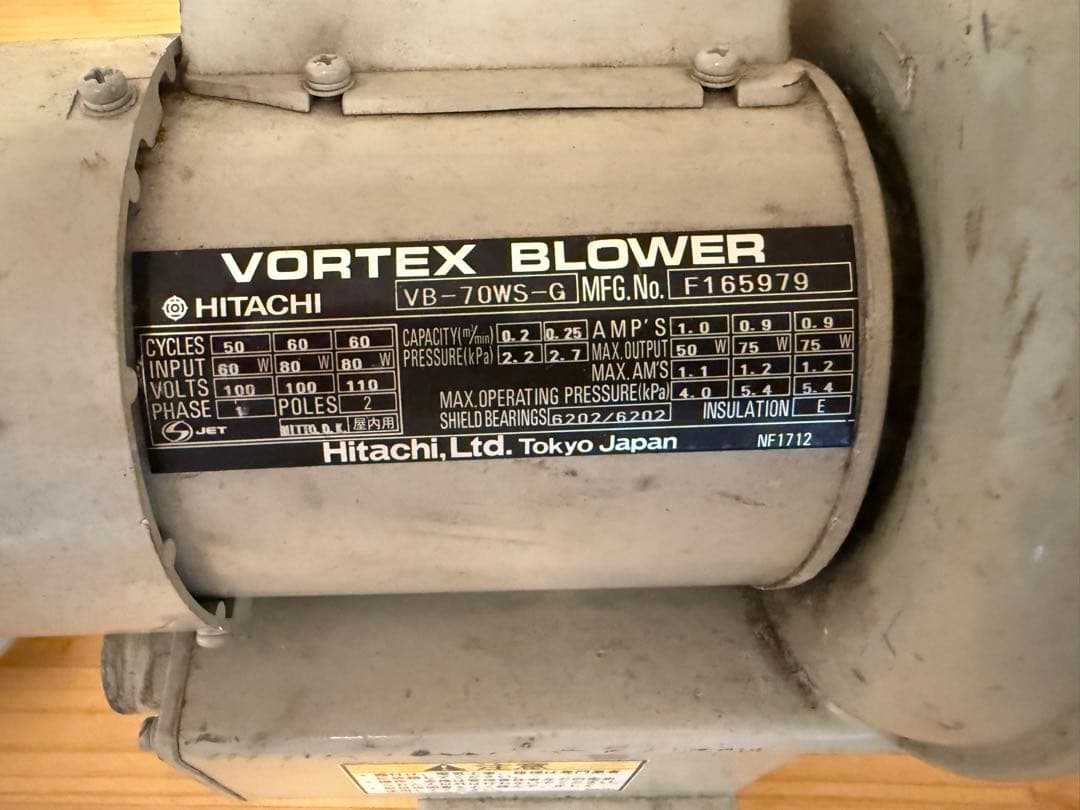 VORTEX BLOWER
HITACHI VB-70WS-G MFG.No. F165979
CYCLES 50 60 60
INPUT 60 W 80 W 80 W
VOLTS 100 100 110
PHASE 1 POLES 2
JET NITTO D.K. 屋内用
CAPACITY(m³/min) 0.2 0.25
PRESSURE(kPa) 2.2 2.7
AMP'S 1.0 0.9 0.9
MAX.OUTPUT 50 W 75 W 75 W
MAX.AM'S 1.1 1.2 1.2
MAX.OPERATING PRESSURE(kPa) 4.0 5.4 5.4
SHIELD BEARINGS 6202/6202 INSULATION E
Hitachi,Ltd. Tokyo Japan NF1712
注意